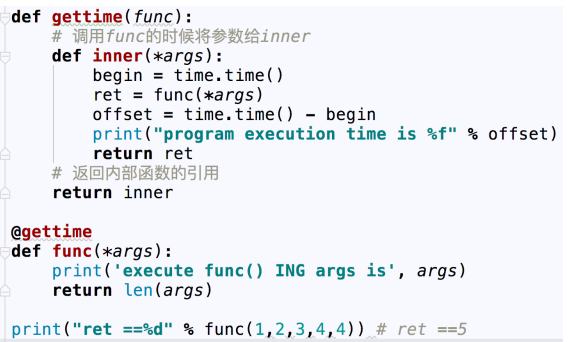 def gettime(func):
    # 调用func的时候将参数给inner
    def inner(*args):
        begin = time.time()
        ret = func(*args)
        offset = time.time() - begin
        print("program execution time is %f" % offset)
        return ret
    # 返回内部函数的引用
    return inner

@gettime
def func(*args):
    print('execute func() ING args is', args)
    return len(args)

print("ret ==%d" % func(1,2,3,4,4)) # ret ==5